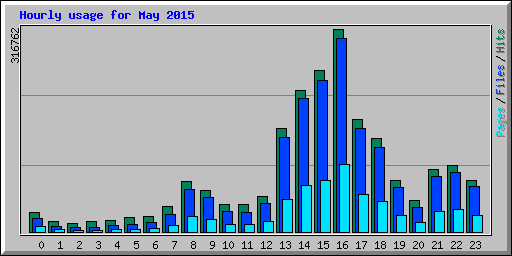 Hourly usage for May 2015
316762
Pages / Files / Hits
0 1 2 3 4 5 6 7 8 9 10 11 12 13 14 15 16 17 18 19 20 21 22 23